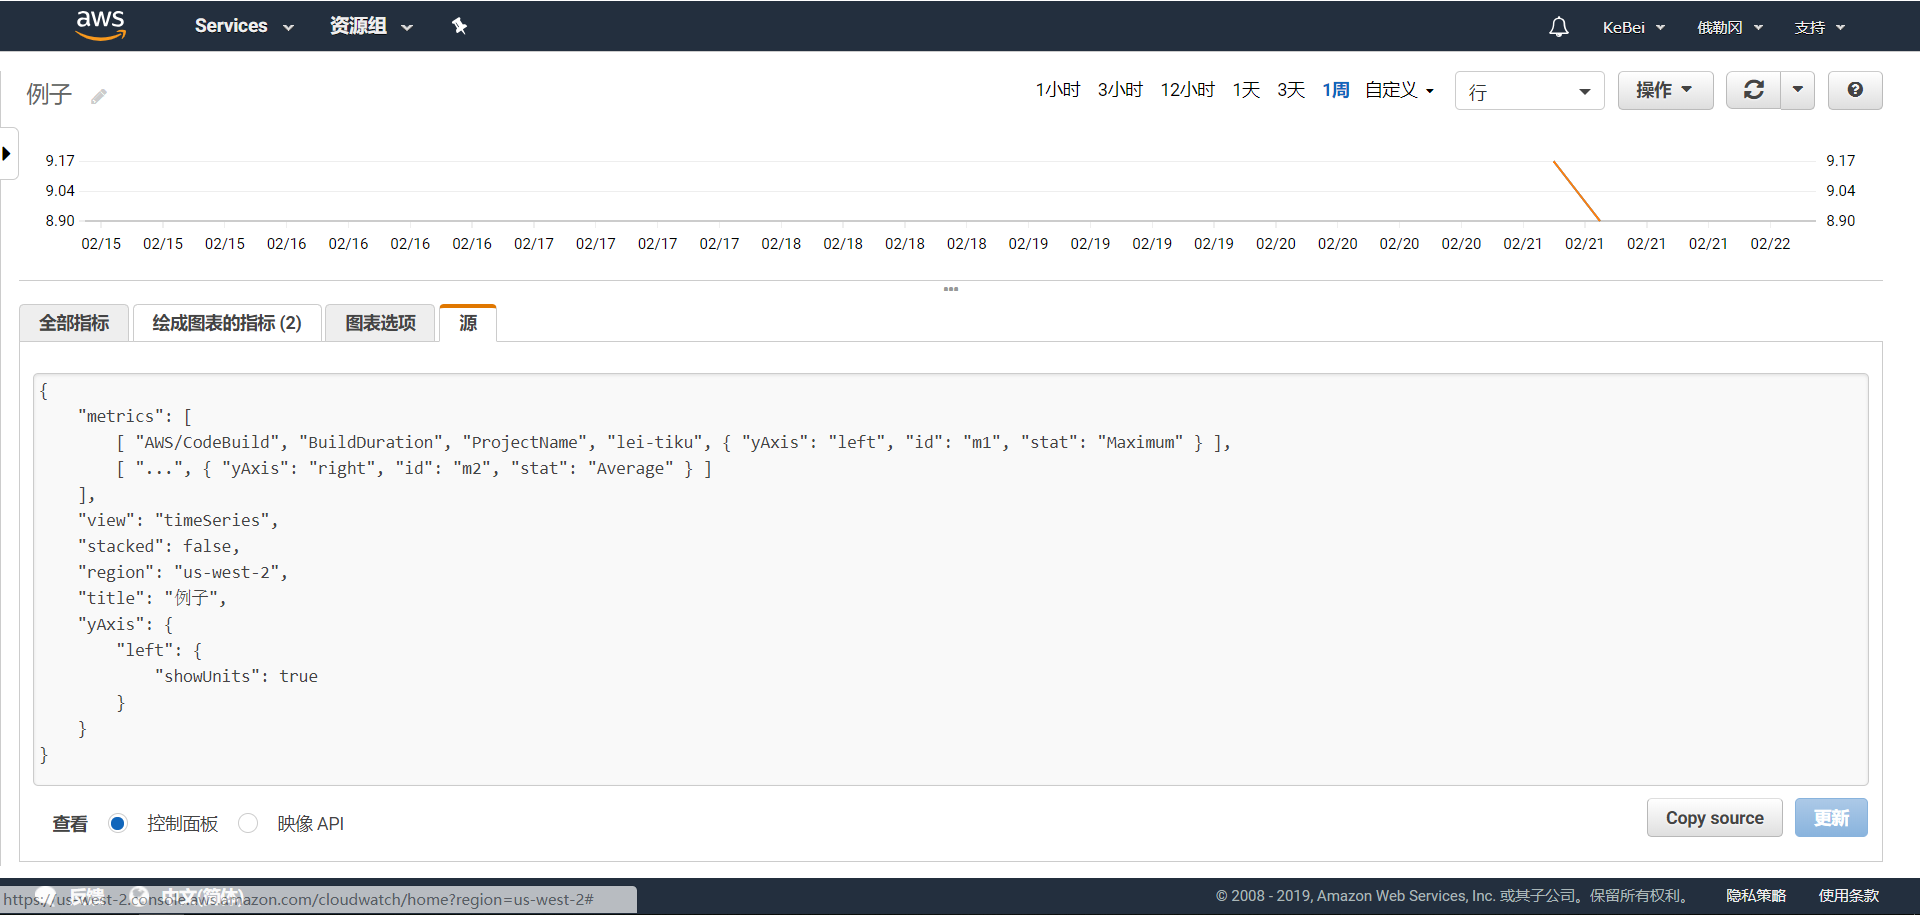 aws Services 资源组 KeBei 俄勒冈 支持
例子 1小时 3小时 12小时 1天 3天 1周 自定义 行 操作
9.17 9.17
9.04 9.04
8.90 8.90
02/15 02/15 02/15 02/16 02/16 02/16 02/16 02/17 02/17 02/17 02/17 02/18 02/18 02/18 02/18 02/19 02/19 02/19 02/19 02/20 02/20 02/20 02/20 02/21 02/21 02/21 02/21 02/22
全部指标 绘成图表的指标 (2) 图表选项 源
{
"metrics": [
[ "AWS/CodeBuild", "BuildDuration", "ProjectName", "lei-tiku", { "yAxis": "left", "id": "m1", "stat": "Maximum" } ],
[ "...", { "yAxis": "right", "id": "m2", "stat": "Average" } ]
],
"view": "timeSeries",
"stacked": false,
"region": "us-west-2",
"title": "例子",
"yAxis": {
"left": {
"showUnits": true
}
}
}
查看 控制面板 映像 API Copy source 更新
反馈 中文(简体) © 2008 - 2019, Amazon Web Services, Inc. 或其子公司。保留所有权利。 隐私策略 使用条款
https://us-west-2.console.aws.amazon.com/cloudwatch/home?region=us-west-2#